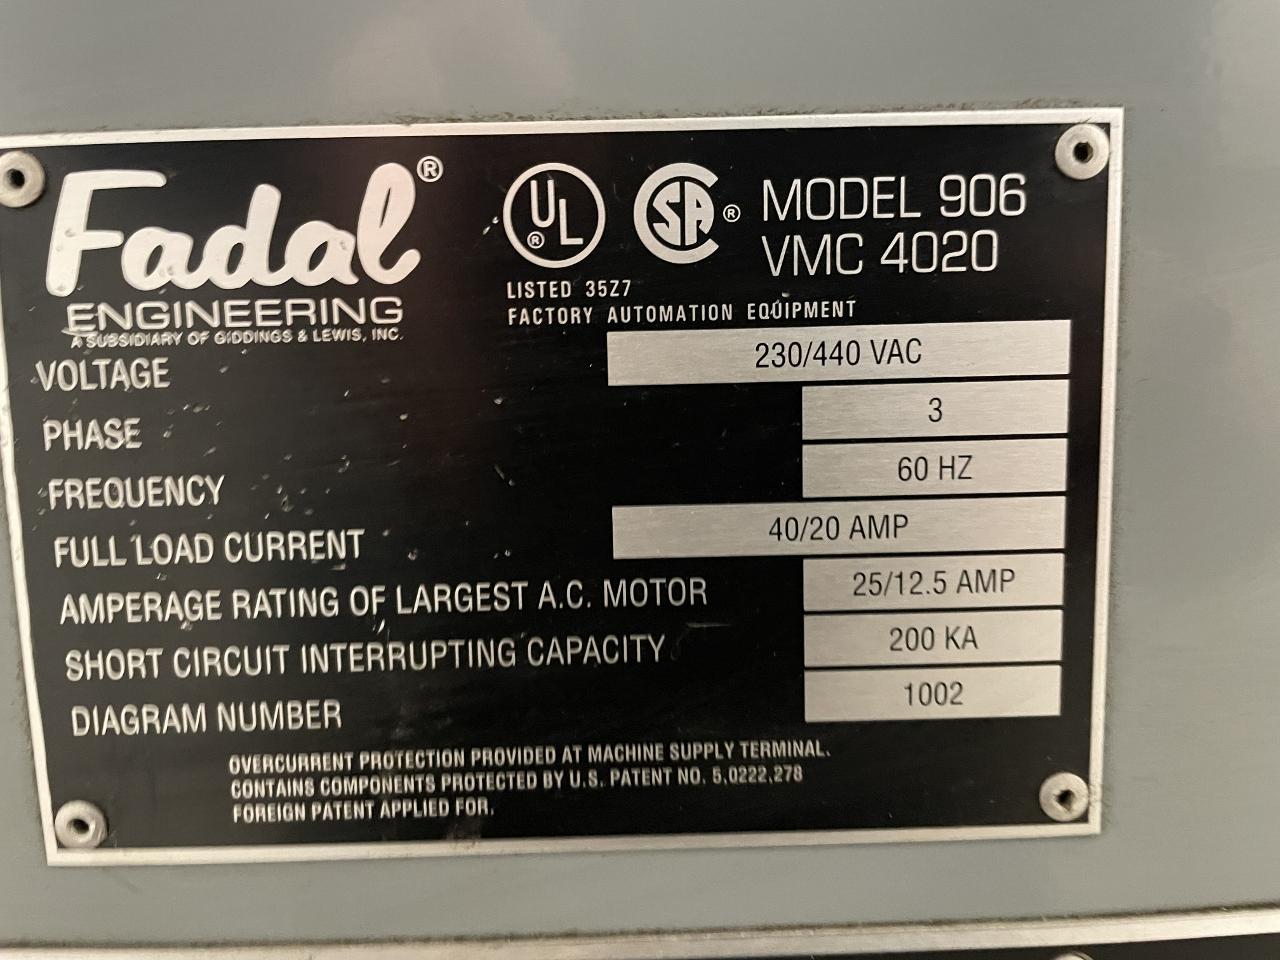 Fadal®
ENGINEERING
A SUBSIDIARY OF GIDDINGS & LEWIS, INC.
UL®
LISTED 35Z7
FACTORY AUTOMATION EQUIPMENT
SA®
MODEL 906
VMC 4020
VOLTAGE 230/440 VAC
PHASE 3
FREQUENCY 60 HZ
FULL LOAD CURRENT 40/20 AMP
AMPERAGE RATING OF LARGEST A.C. MOTOR 25/12.5 AMP
SHORT CIRCUIT INTERRUPTING CAPACITY 200 KA
DIAGRAM NUMBER 1002
OVERCURRENT PROTECTION PROVIDED AT MACHINE SUPPLY TERMINAL.
CONTAINS COMPONENTS PROTECTED BY U.S. PATENT NO. 5,0222,278
FOREIGN PATENT APPLIED FOR.